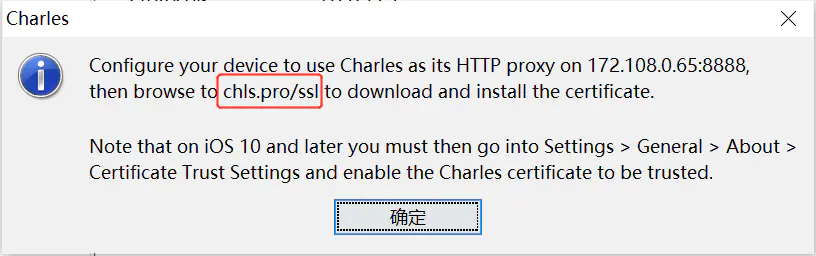 Charles
Configure your device to use Charles as its HTTP proxy on 172.108.0.65:8888,
then browse to chls.pro/ssl to download and install the certificate.
Note that on iOS 10 and later you must then go into Settings > General > About >
Certificate Trust Settings and enable the Charles certificate to be trusted.
确定